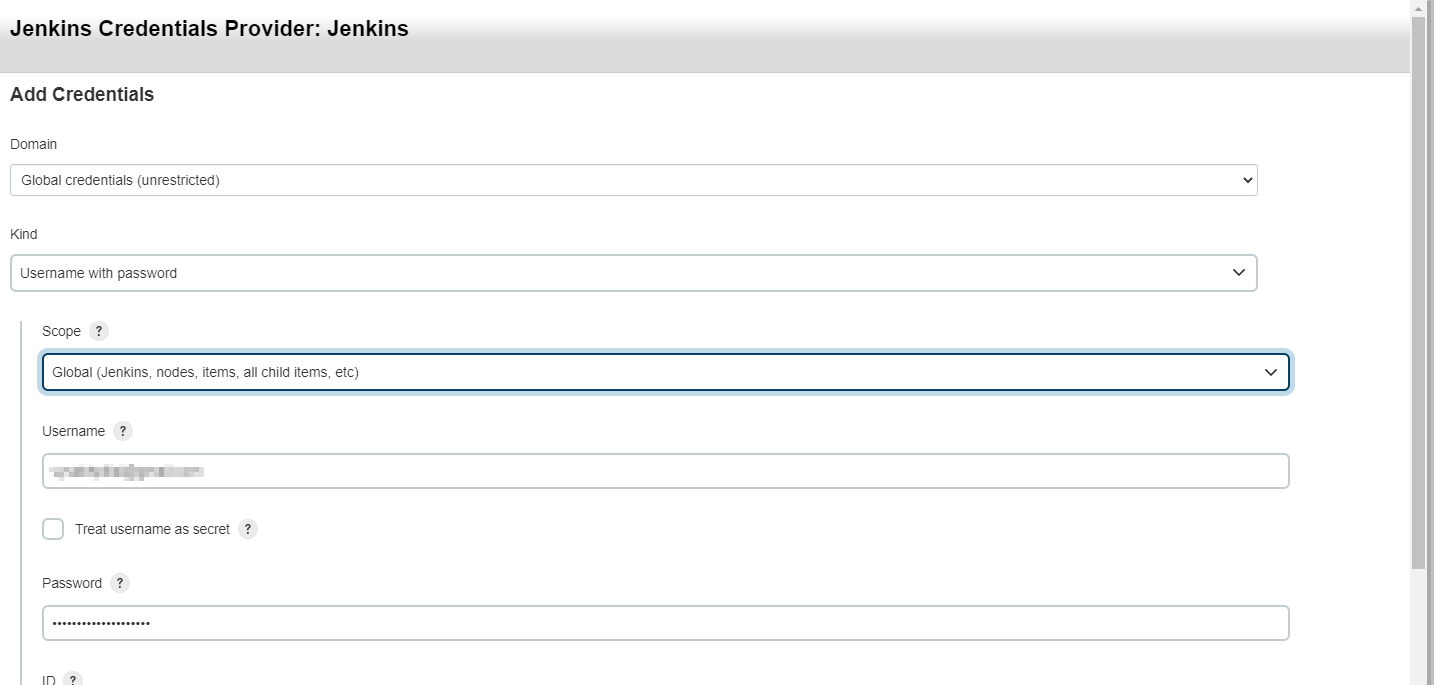 Jenkins Credentials Provider: Jenkins
Add Credentials
Domain
Global credentials (unrestricted)
Kind
Username with password
Scope ?
Global (Jenkins, nodes, items, all child items, etc)
Username ?
Treat username as secret ?
Password ?
••••••••••••••••••••
ID ?